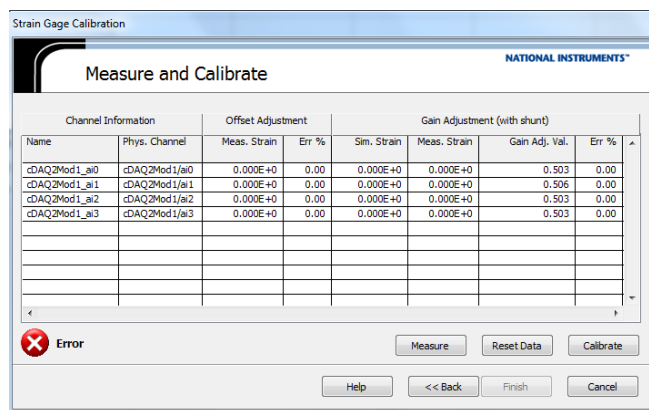 Strain Gage Calibration
NATIONAL INSTRUMENTS™
Measure and Calibrate
Channel Information Offset Adjustment Gain Adjustment (with shunt)
Name Phys. Channel Meas. Strain Err % Sim. Strain Meas. Strain Gain Adj. Val. Err %
cDAQ2Mod1_ai0 cDAQ2Mod1/ai0 0.000E+0 0.00 0.000E+0 0.000E+0 0.503 0.00
cDAQ2Mod1_ai1 cDAQ2Mod1/ai1 0.000E+0 0.00 0.000E+0 0.000E+0 0.506 0.00
cDAQ2Mod1_ai2 cDAQ2Mod1/ai2 0.000E+0 0.00 0.000E+0 0.000E+0 0.503 0.00
cDAQ2Mod1_ai3 cDAQ2Mod1/ai3 0.000E+0 0.00 0.000E+0 0.000E+0 0.503 0.00
Error Measure Reset Data Calibrate
Help << Back Finish Cancel